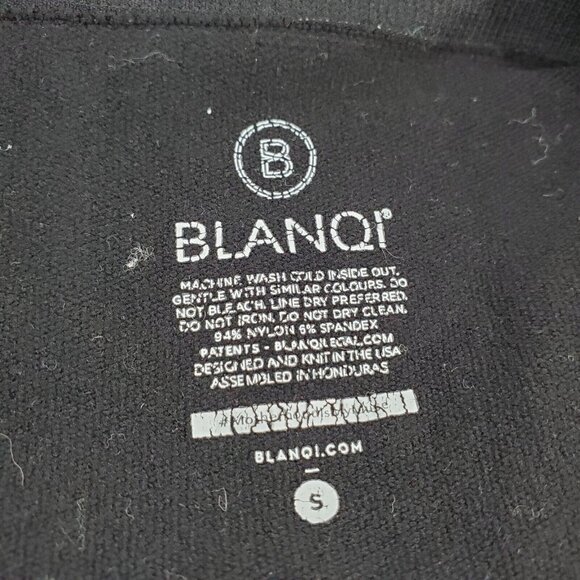 B
BLANQI®
MACHINE WASH COLD INSIDE OUT.
GENTLE WITH SIMILAR COLOURS. DO
NOT BLEACH. LINE DRY PREFERRED.
DO NOT IRON. DO NOT DRY CLEAN.
94% NYLON 6% SPANDEX
PATENTS - BLANQILEGAL.COM
DESIGNED AND KNIT IN THE USA
ASSEMBLED IN HONDURAS
BLANQI.COM
S